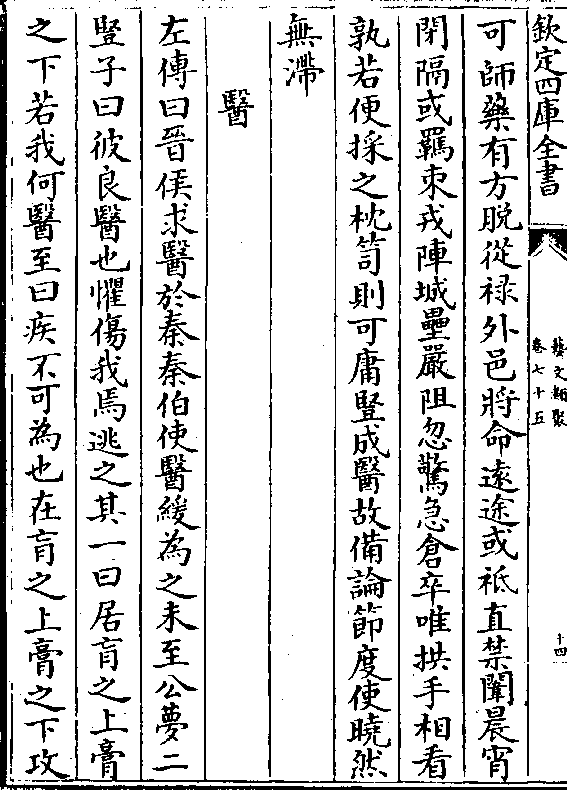 欽定四庫全書
藝文類聚
卷七十五
十四
可師藥有方脫從禄外邑將命遠途或祗直禁闈晨宵
閉隔或羈朿戎陣城壘嚴阻忽驚急倉卒唯拱手相看
孰若便採之枕笥則可庸豎成醫故備論節度使曉然
無滯
醫
左傳曰晉侯求醫於秦秦伯使醫緩為之未至公夢二
豎子曰彼良醫也懼傷我焉逃之其一曰居肓之上膏
之下若我何醫至曰疾不可為也在肓之上膏之下攻